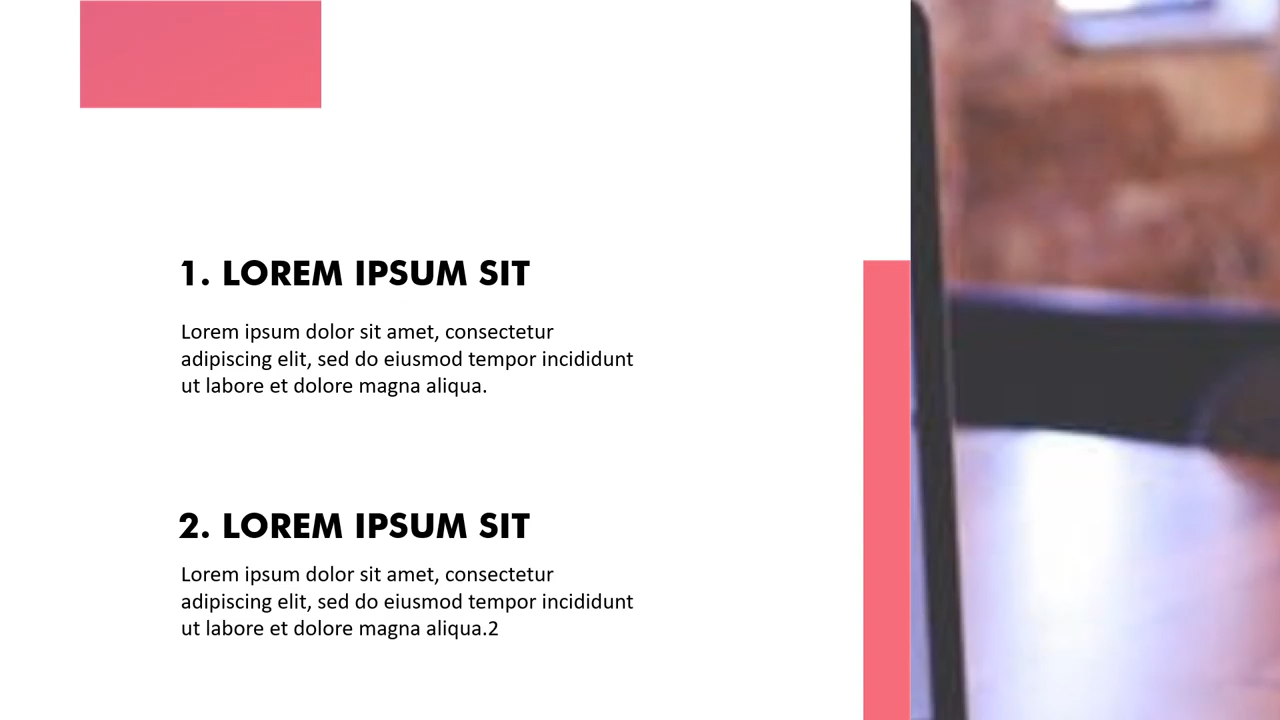 1. LOREM IPSUM SIT
Lorem ipsum dolor sit amet, consectetur
adipiscing elit, sed do eiusmod tempor incididunt
ut labore et dolore magna aliqua.
2. LOREM IPSUM SIT
Lorem ipsum dolor sit amet, consectetur
adipiscing elit, sed do eiusmod tempor incididunt
ut labore et dolore magna aliqua.2